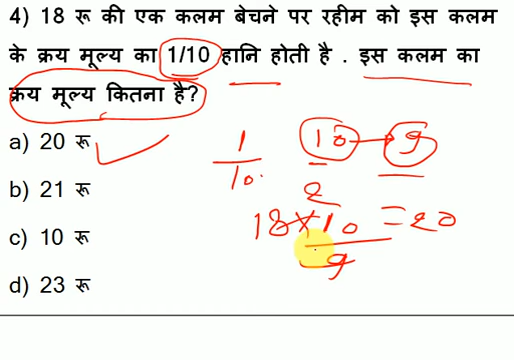 4) 18 रू की एक कलम बेचने पर रहीम को इस कलम
के क्रय मूल्य का 1/10 हानि होती है . इस कलम का
क्रय मूल्य कितना है?
a) 20 रू
b) 21 रू
c) 10 रू
d) 23 रू
1/10. 10 → 9
2
18 × 10 = 20
9